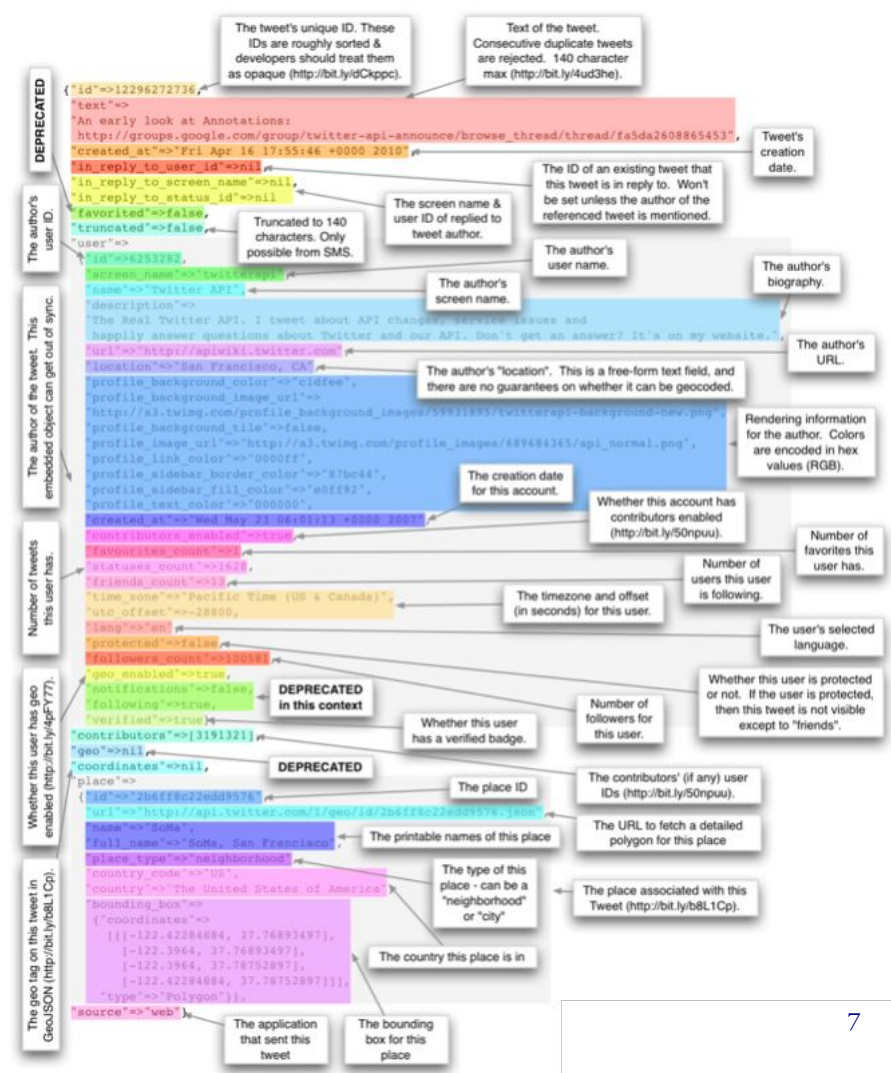 The tweet's unique ID. These
IDs are roughly sorted &
developers should treat them
as opaque (http://bit.ly/dCkppc).
Text of the tweet.
Consecutive duplicate tweets
are rejected. 140 character
max (http://bit.ly/4ud3he).
DEPRECATED
{"id"=>12296272736,
"text"=>
"An early look at Annotations:
http://groups.google.com/group/twitter-api-announce/browse_thread/thread/fa5da2608865453",
"created_at"=>"Fri Apr 16 17:55:46 +0000 2010",
Tweet's
creation
date.
"in_reply_to_user_id"=>nil,
"in_reply_to_screen_name"=>nil,
"in_reply_to_status_id"=>nil
The ID of an existing tweet that
this tweet is in reply to. Won't
be set unless the author of the
referenced tweet is mentioned.
The screen name &
user ID of replied to
tweet author.
"favorited"=>false,
"truncated"=>false,
Truncated to 140
characters. Only
possible from SMS.
The author's
user ID.
"user"=>
{"id"=>6253282,
"screen_name"=>"twitterapi",
The author's
user name.
"name"=>"Twitter API",
The author's
screen name.
The author's
biography.
"description"=>
"The Real Twitter API. I tweet about API changes, service issues and
happily answer questions about Twitter and our API. Don't get an answer? It's on my website.",
"url"=>"http://apiwiki.twitter.com",
The author's
URL.
"location"=>"San Francisco, CA",
The author's "location". This is a free-form text field, and
there are no guarantees on whether it can be geocoded.
The author of the tweet. This
embedded object can get out of sync.
"profile_background_color"=>"c1dfee",
"profile_background_image_url"=>
"http://a3.twimg.com/profile_background_images/59931895/twitterapi-background-new.png",
"profile_background_tile"=>false,
"profile_image_url"=>"http://a3.twimg.com/profile_images/689684365/api_normal.png",
"profile_link_color"=>"0000ff",
"profile_sidebar_border_color"=>"87bc44",
"profile_sidebar_fill_color"=>"e0ff92",
"profile_text_color"=>"000000",
Rendering information
for the author. Colors
are encoded in hex
values (RGB).
"created_at"=>"Wed May 23 06:01:13 +0000 2007",
The creation date
for this account.
"contributors_enabled"=>true,
Whether this account has
contributors enabled
(http://bit.ly/50npuu).
"favourites_count"=>1,
Number of
favorites this
user has.
"statuses_count"=>1628,
Number of tweets
this user has.
"friends_count"=>13,
Number of
users this user
is following.
"time_zone"=>"Pacific Time (US & Canada)",
"utc_offset"=>-28800,
The timezone and offset
(in seconds) for this user.
"lang"=>"en",
The user's selected
language.
"protected"=>false,
Whether this user is protected
or not. If the user is protected,
then this tweet is not visible
except to "friends".
"followers_count"=>100581,
Number of
followers for
this user.
"geo_enabled"=>true,
Whether this user has geo
enabled (http://bit.ly/4pFY77).
"notifications"=>false,
"following"=>true,
DEPRECATED
in this context
"verified"=>true},
Whether this user
has a verified badge.
"contributors"=>[3191321],
The contributors' (if any) user
IDs (http://bit.ly/50npuu).
"geo"=>nil,
DEPRECATED
"coordinates"=>nil,
The geo tag on this tweet in
GeoJSON (http://bit.ly/b8L1Cp).
"place"=>
{"id"=>"2b6ff8c22edd9576",
The place ID
"url"=>"http://api.twitter.com/1/geo/id/2b6ff8c22edd9576.json",
The URL to fetch a detailed
polygon for this place
"name"=>"SoMa",
"full_name"=>"SoMa, San Francisco",
The printable names of this place
"place_type"=>"neighborhood",
The type of this
place - can be a
"neighborhood"
or "city"
The place associated with this
Tweet (http://bit.ly/b8L1Cp).
"country_code"=>"US",
"country"=>"The United States of America",
The country this place is in
"bounding_box"=>
{"coordinates"=>
[[[-122.42284884, 37.76893497],
[-122.3964, 37.76893497],
[-122.3964, 37.78752897],
[-122.42284884, 37.78752897]]],
"type"=>"Polygon"}},
The bounding
box for this
place
"source"=>"web"}
The application
that sent this
tweet
7